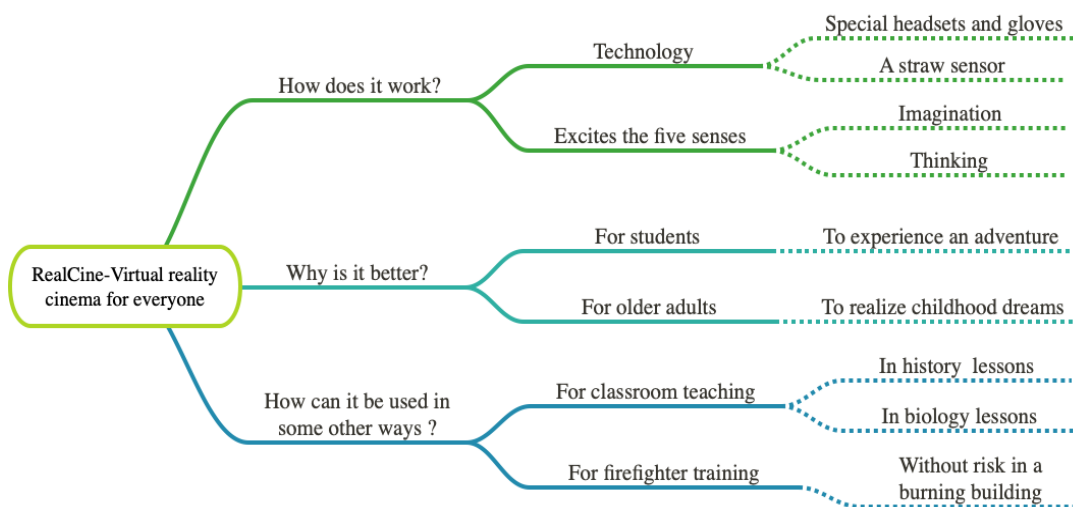 RealCine-Virtual reality
cinema for everyone
How does it work?
Technology
Special headsets and gloves
A straw sensor
Excites the five senses
Imagination
Thinking
Why is it better?
For students
To experience an adventure
For older adults
To realize childhood dreams
How can it be used in
some other ways ?
For classroom teaching
In history lessons
In biology lessons
For firefighter training
Without risk in a
burning building